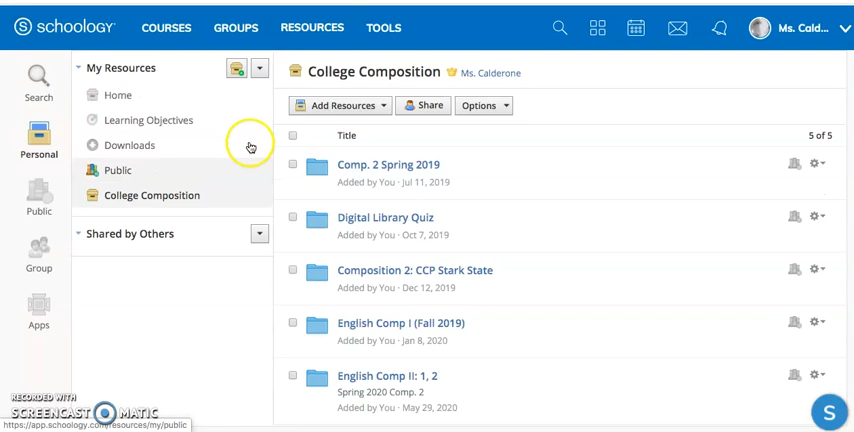 schoology
COURSES
GROUPS
RESOURCES
TOOLS
Ms. Cald...
Search
Personal
Public
Group
Apps
My Resources
Home
Learning Objectives
Downloads
Public
College Composition
Shared by Others
College Composition Ms. Calderone
Add Resources
Share
Options
Title
5 of 5
Comp. 2 Spring 2019
Added by You · Jul 11, 2019
Digital Library Quiz
Added by You · Oct 7, 2019
Composition 2: CCP Stark State
Added by You · Dec 12, 2019
English Comp I (Fall 2019)
Added by You · Jan 8, 2020
English Comp II: 1, 2
Spring 2020 Comp. 2
Added by You · May 29, 2020
RECORDED WITH
SCREENCAST MATIC
https://app.schoology.com/resources/my/public
S